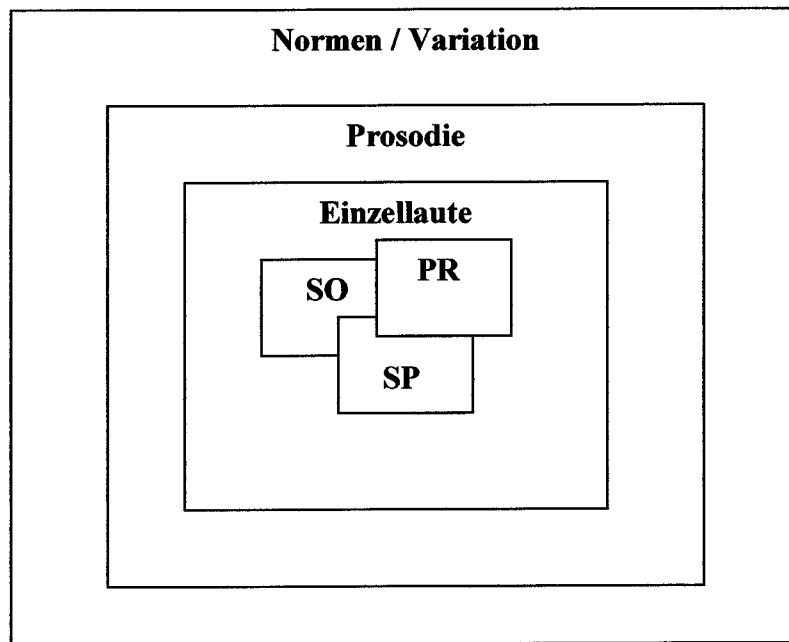 Normen / Variation
Prosodie
Einzellaute
SO
PR
SP